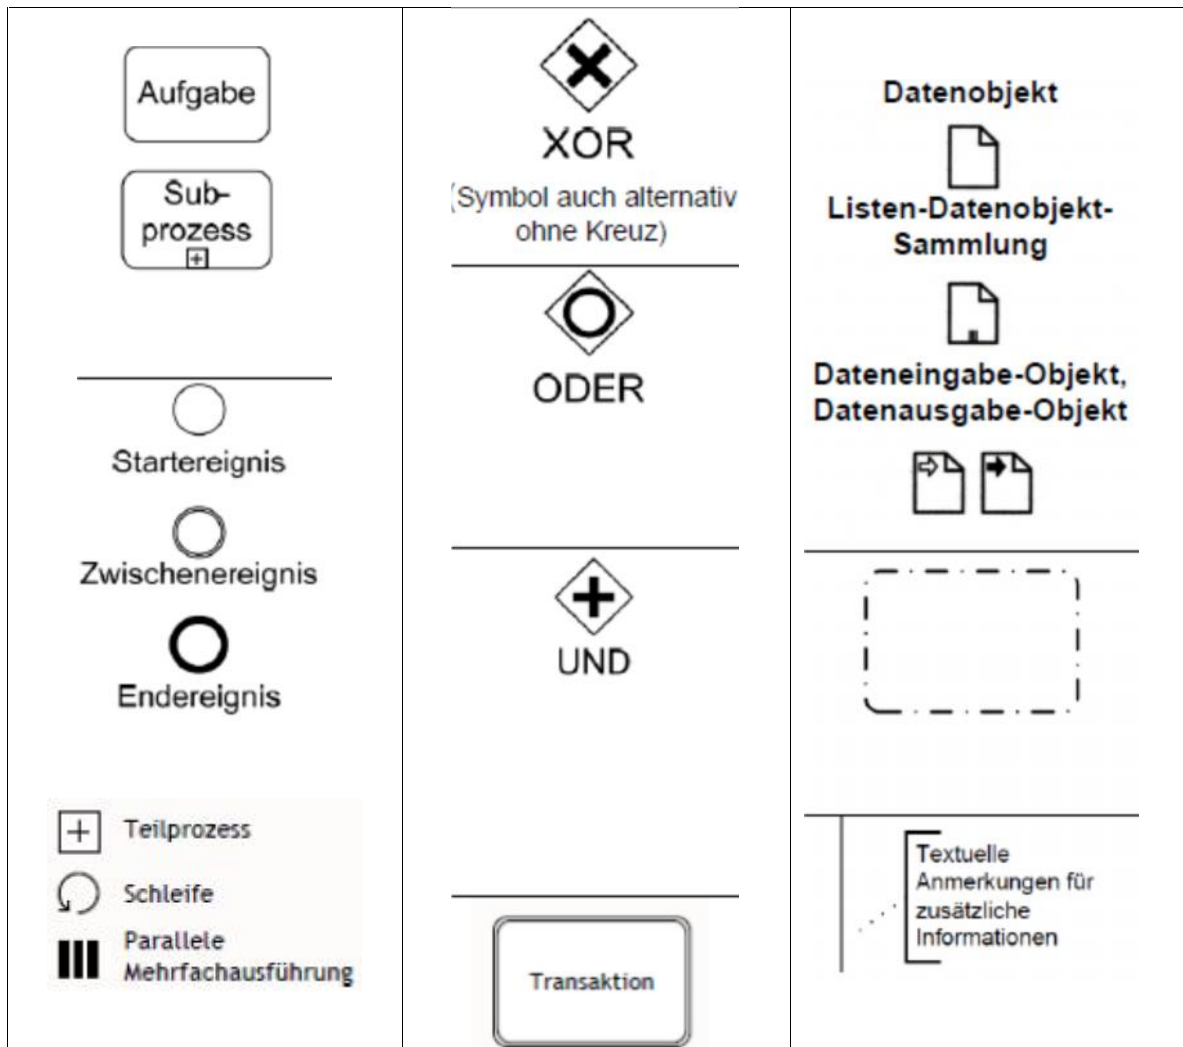 Aufgabe
Sub-
prozess
Startereignis
Zwischenereignis
Endereignis
Teilprozess
Schleife
Parallele
Mehrfachausführung
XOR
(Symbol auch alternativ
ohne Kreuz)
ODER
UND
Transaktion
Datenobjekt
Listen-Datenobjekt-
Sammlung
Dateneingabe-Objekt,
Datenausgabe-Objekt
Textuelle
Anmerkungen für
zusätzliche
Informationen